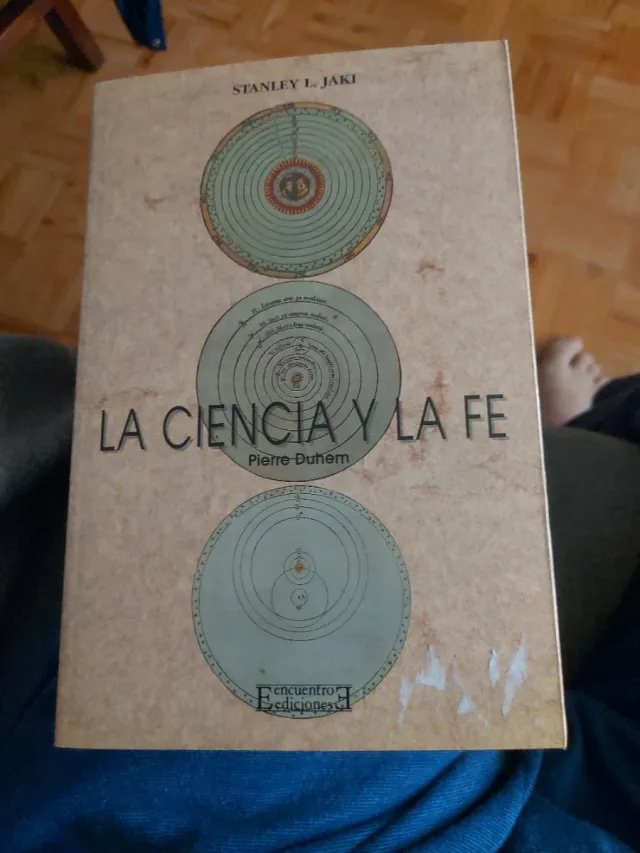 STANLEY L. JAKI
LA CIENCIA Y LA FE
Pierre Duhem
encuentro
ediciones